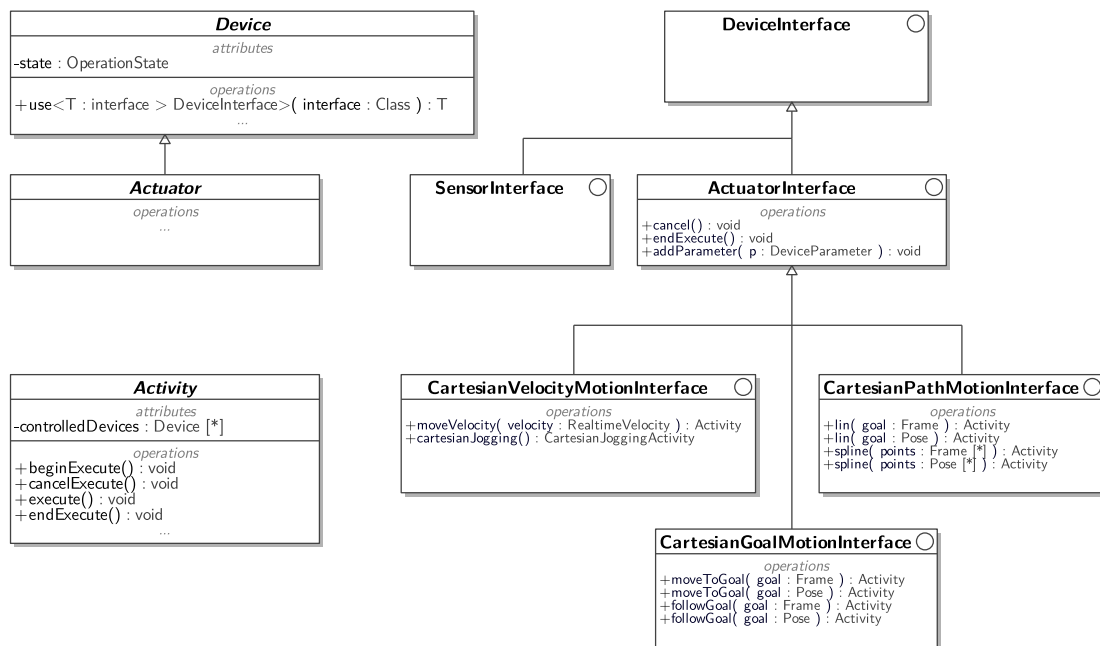 Device
attributes
-state : OperationState
operations
+use<T : interface > DeviceInterface>( interface : Class ) : T
...
DeviceInterface
Actuator
operations
...
SensorInterface
ActuatorInterface
operations
+cancel() : void
+endExecute() : void
+addParameter( p : DeviceParameter ) : void
Activity
attributes
-controlledDevices : Device [*]
operations
+beginExecute() : void
+cancelExecute() : void
+execute() : void
+endExecute() : void
...
CartesianVelocityMotionInterface
operations
+moveVelocity( velocity : RealtimeVelocity ) : Activity
+cartesianJogging() : CartesianJoggingActivity
CartesianPathMotionInterface
operations
+lin( goal : Frame ) : Activity
+lin( goal : Pose ) : Activity
+spline( points : Frame [*] ) : Activity
+spline( points : Pose [*] ) : Activity
CartesianGoalMotionInterface
operations
+moveToGoal( goal : Frame ) : Activity
+moveToGoal( goal : Pose ) : Activity
+followGoal( goal : Frame ) : Activity
+followGoal( goal : Pose ) : Activity